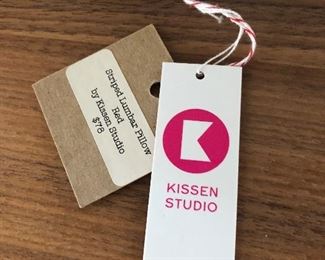 Striped Lumbar Pillow
Red
by Kissen Studio
$78
K
KISSEN
STUDIO